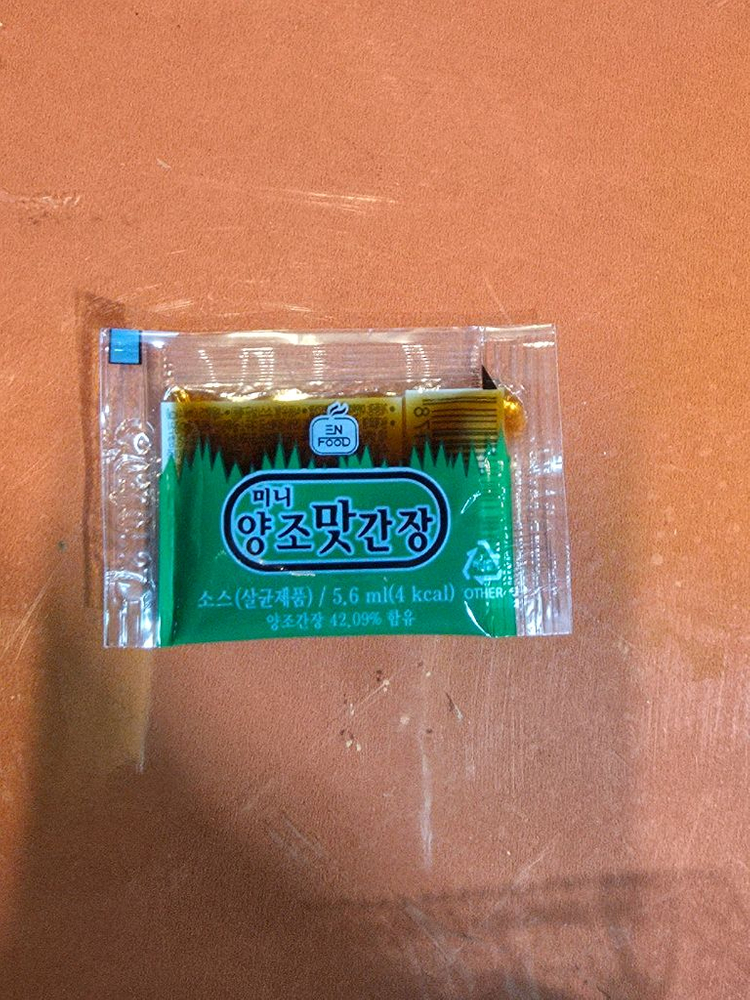 EN
FOOD
미니
양조맛간장
소스(살균제품) / 5.6 ml(4 kcal)
OTHER
양조간장 42.09% 함유